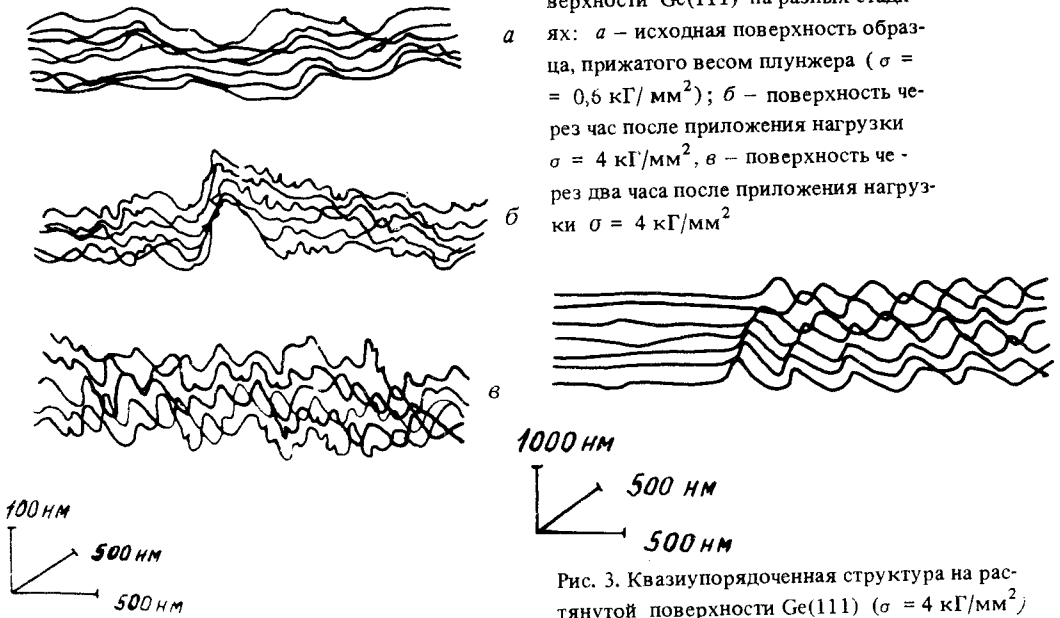 верхности Ge(111) на разных стади-
ях: а – исходная поверхность образ-
ца, прижатого весом плунжера ( σ =
= 0,6 кГ/ мм²) ; б – поверхность че-
рез час после приложения нагрузки
σ = 4 кГ/мм², в – поверхность че -
рез два часа после приложения нагруз-
ки σ = 4 кГ/мм²
а
б
в
100 нм
500 нм
500 нм
1000 нм
500 нм
500 нм
Рис. 3. Квазиупорядоченная структура на рас-
тянутой поверхности Ge(111) (σ = 4 кГ/мм²)